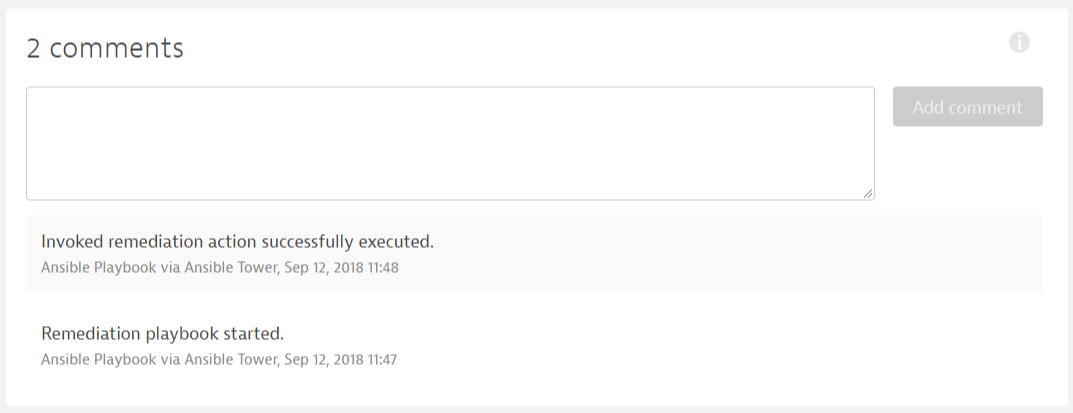 2 comments
Add comment
Invoked remediation action successfully executed.
Ansible Playbook via Ansible Tower, Sep 12, 2018 11:48
Remediation playbook started.
Ansible Playbook via Ansible Tower, Sep 12, 2018 11:47